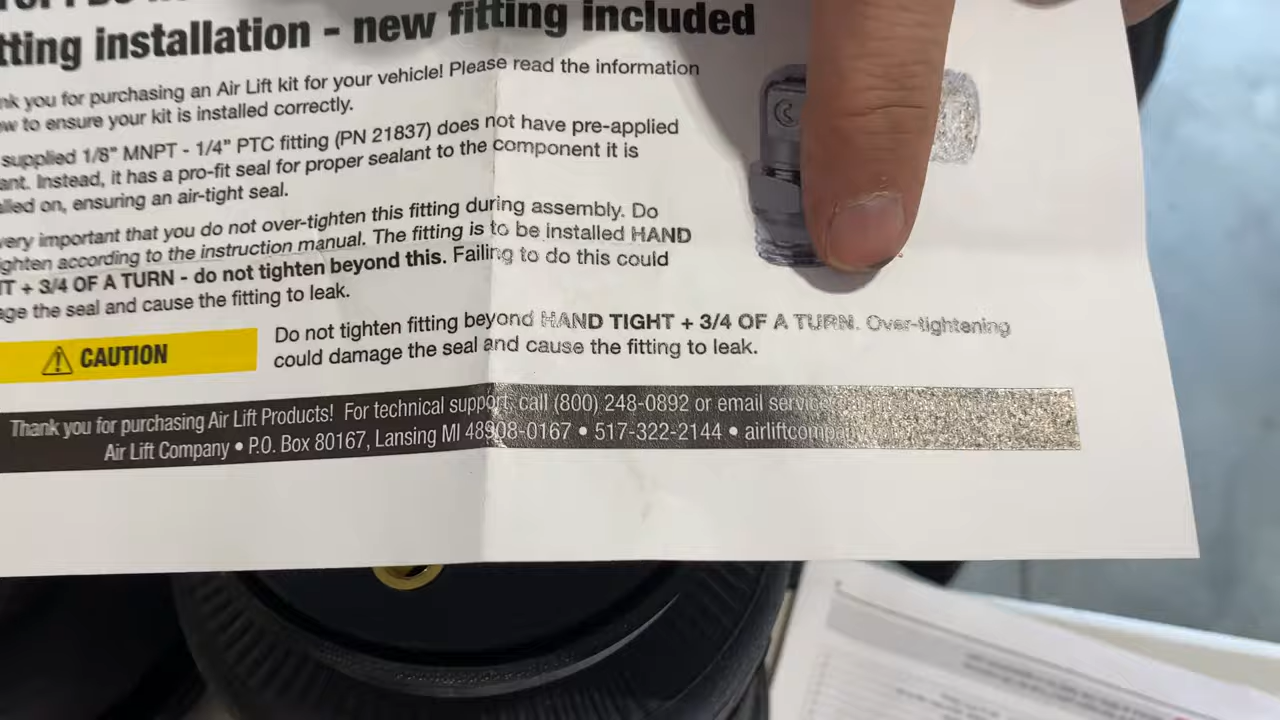 tting installation - new fitting included
nk you for purchasing an Air Lift kit for your vehicle! Please read the information
ow to ensure your kit is installed correctly.
supplied 1/8" MNPT - 1/4" PTC fitting (PN 21837) does not have pre-applied
ant. Instead, it has a pro-fit seal for proper sealant to the component it is
lled on, ensuring an air-tight seal.
very important that you do not over-tighten this fitting during assembly. Do
ighten according to the instruction manual. The fitting is to be installed HAND
T + 3/4 OF A TURN - do not tighten beyond this. Failing to do this could
age the seal and cause the fitting to leak.
CAUTION
Do not tighten fitting beyond HAND TIGHT + 3/4 OF A TURN. Over-tightening
could damage the seal and cause the fitting to leak.
Thank you for purchasing Air Lift Products! For technical support, call (800) 248-0892 or email service
Air Lift Company • P.O. Box 80167, Lansing MI 48908-0167 • 517-322-2144 • airliftcompany